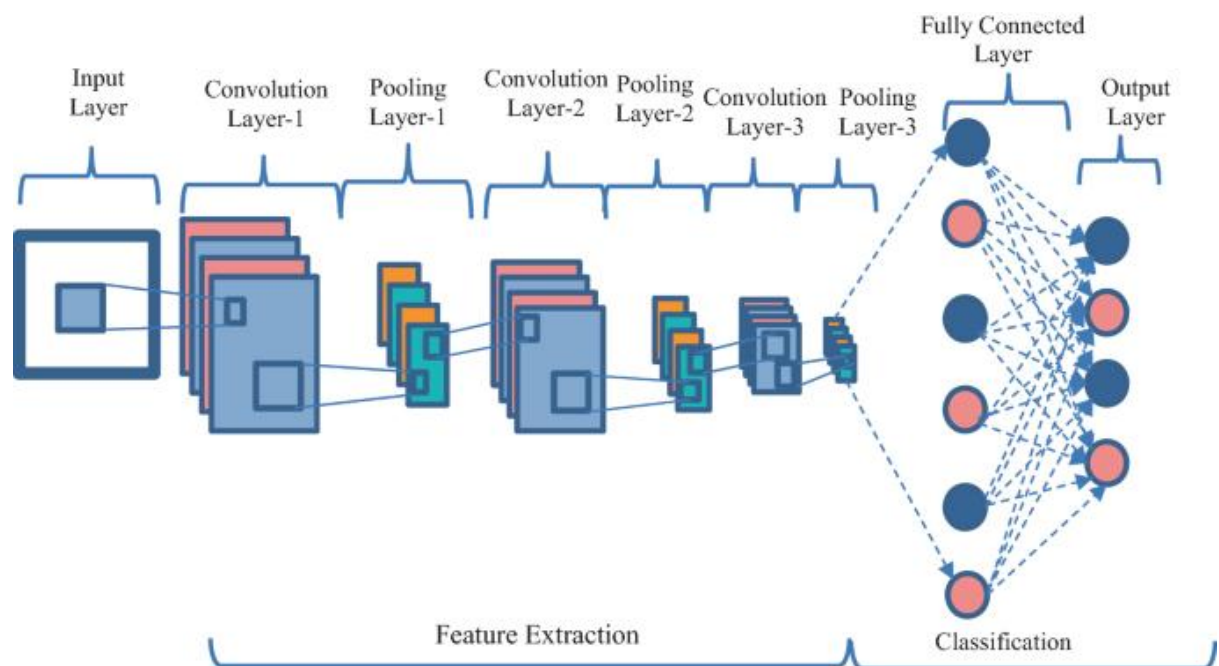 Input
Layer
Convolution
Layer-1
Pooling
Layer-1
Convolution
Layer-2
Pooling
Layer-2
Convolution
Layer-3
Pooling
Layer-3
Fully Connected
Layer
Output
Layer
Feature Extraction
Classification